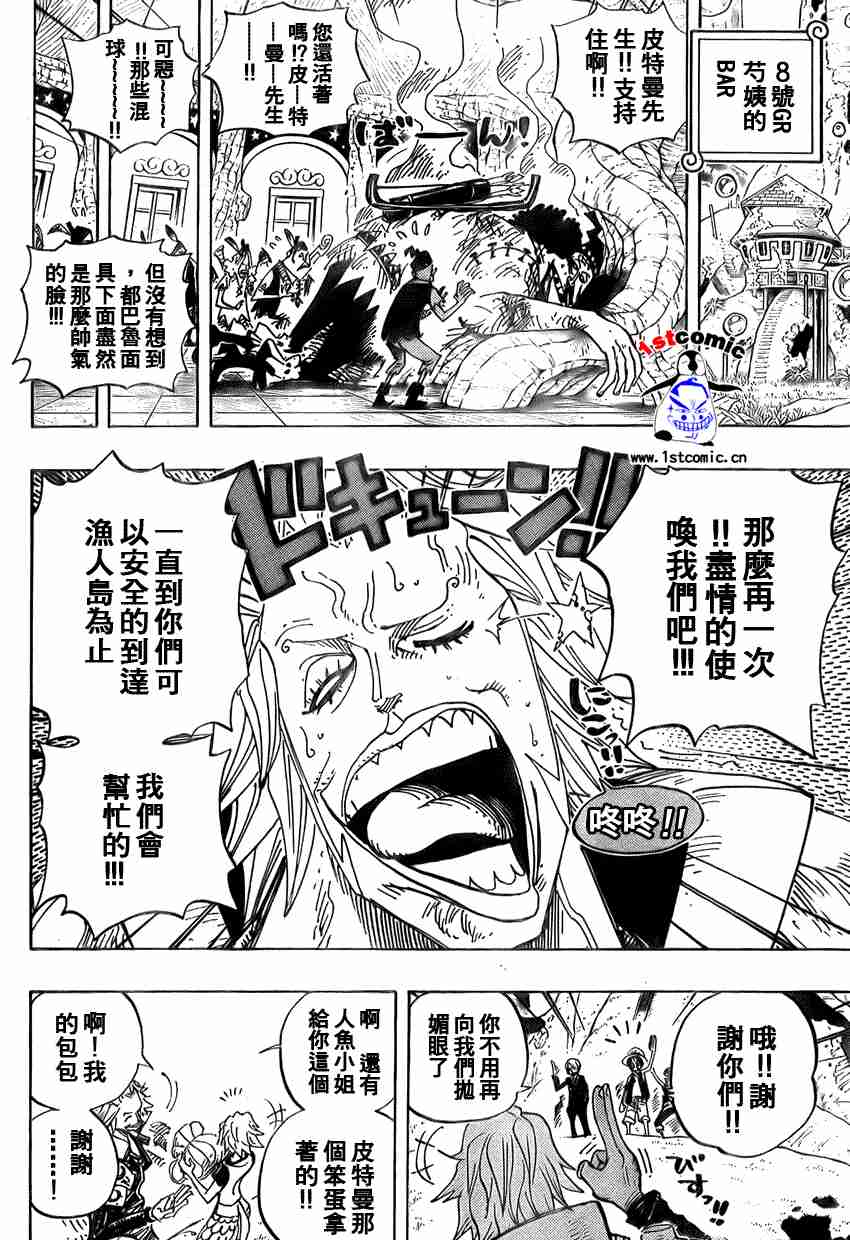 8號GR
芍姨的
BAR
皮特曼先
生!!支持
住啊!!
您還活著
嗎!?皮—特
—曼—先生
——!!
ばーん
可惡~~~~~
!!那些混
球~~~~~~!!
但沒有想到
，都巴魯面
具下面盡然
是那麼帥氣
的臉!!!
1stcomic
www.1stcomic.cn
那麼再一次
!!盡情的使
喚我們吧!!!
ドキューン!!
咚咚!!
一直到你們可
以安全的到達
漁人島為止
我們會
幫忙的!!!
哦!!謝
謝你們!!
你不用再
向我們拋
媚眼了
びすっ!!
啊 還有
人魚小姐
給你這個
皮特曼那
個笨蛋拿
著的!!
啊!我
的包包
謝謝
……!